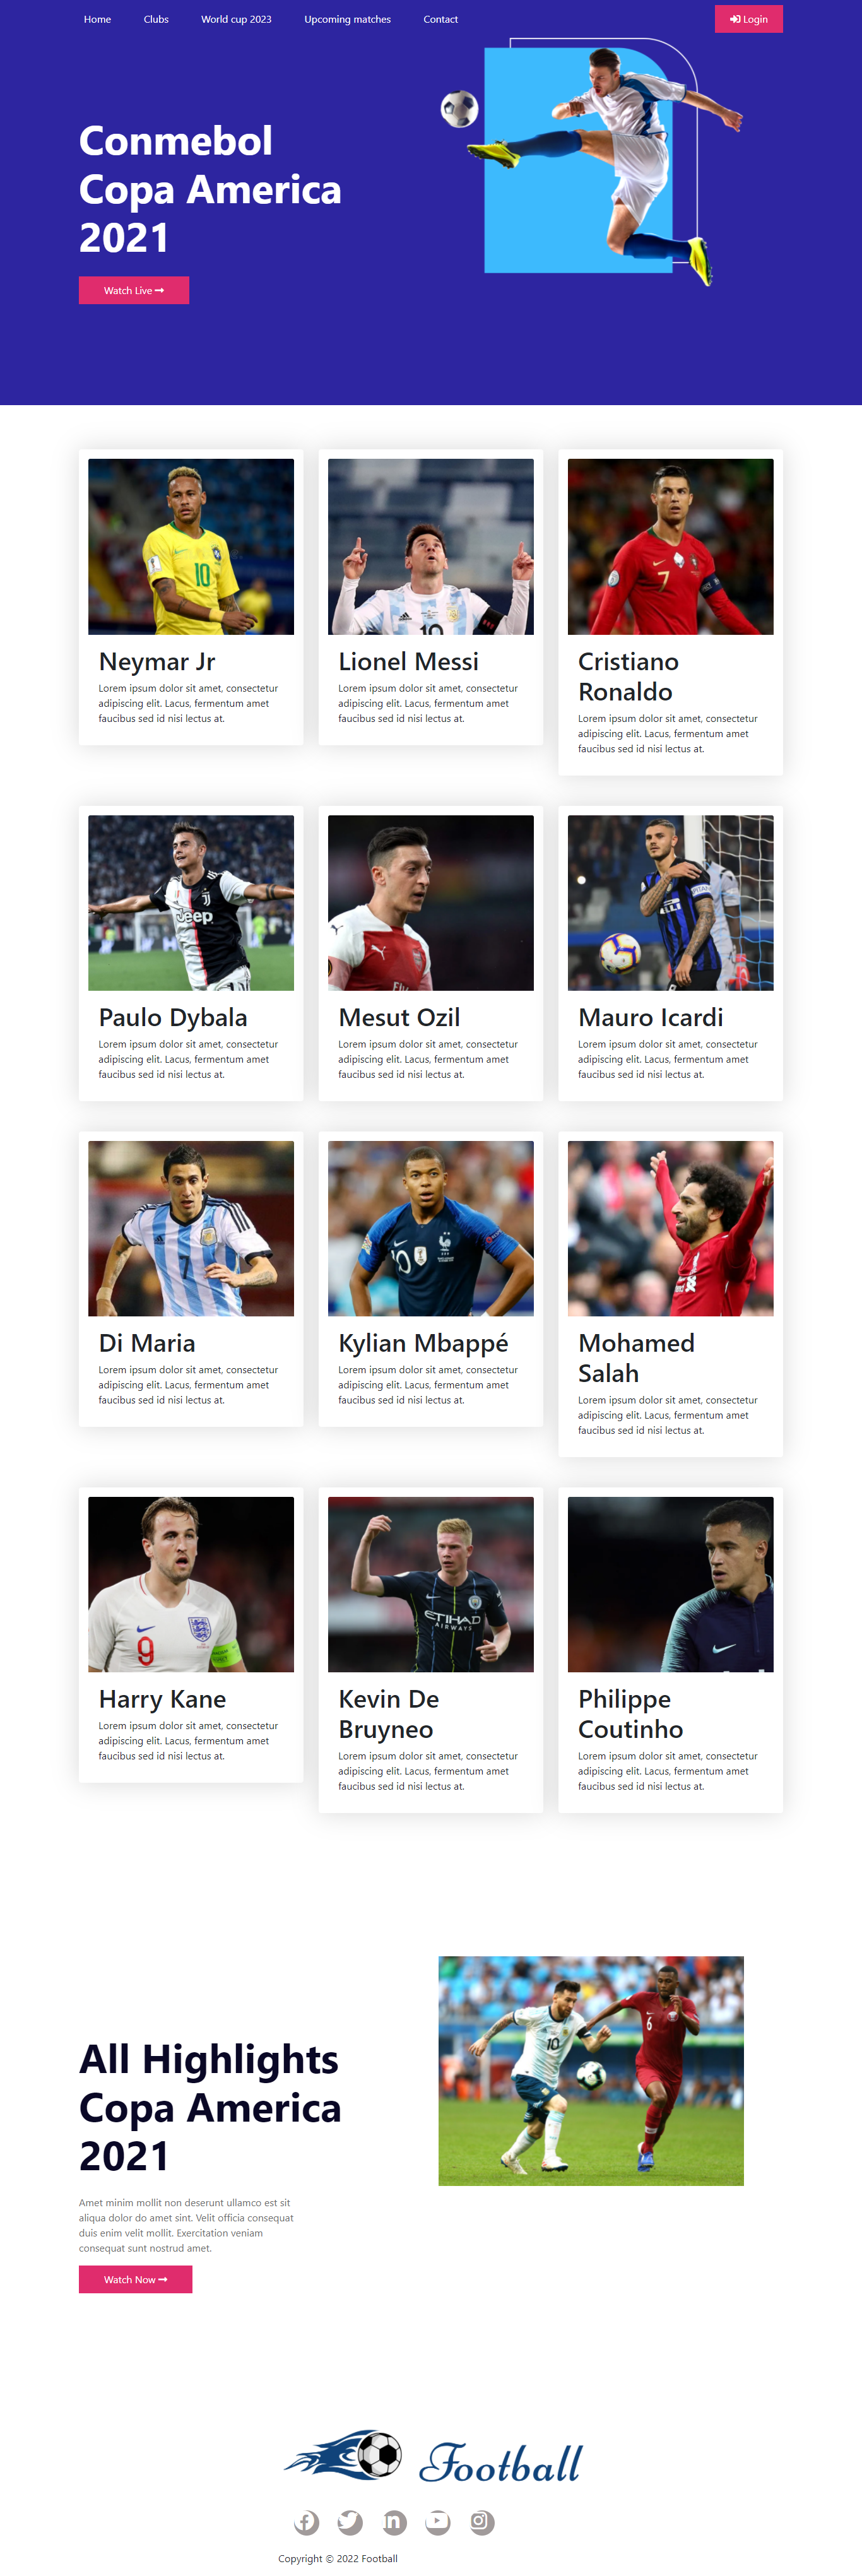 Home Clubs World cup 2023 Upcoming matches Contact Login
Conmebol
Copa America
2021
Watch Live
10
10
7
Neymar Jr
Lorem ipsum dolor sit amet, consectetur
adipiscing elit. Lacus, fermentum amet
faucibus sed id nisi lectus at.
Lionel Messi
Lorem ipsum dolor sit amet, consectetur
adipiscing elit. Lacus, fermentum amet
faucibus sed id nisi lectus at.
Cristiano
Ronaldo
Lorem ipsum dolor sit amet, consectetur
adipiscing elit. Lacus, fermentum amet
faucibus sed id nisi lectus at.
Jeep
Paulo Dybala
Lorem ipsum dolor sit amet, consectetur
adipiscing elit. Lacus, fermentum amet
faucibus sed id nisi lectus at.
Mesut Ozil
Lorem ipsum dolor sit amet, consectetur
adipiscing elit. Lacus, fermentum amet
faucibus sed id nisi lectus at.
Mauro Icardi
Lorem ipsum dolor sit amet, consectetur
adipiscing elit. Lacus, fermentum amet
faucibus sed id nisi lectus at.
7
10
Di Maria
Lorem ipsum dolor sit amet, consectetur
adipiscing elit. Lacus, fermentum amet
faucibus sed id nisi lectus at.
Kylian Mbappé
Lorem ipsum dolor sit amet, consectetur
adipiscing elit. Lacus, fermentum amet
faucibus sed id nisi lectus at.
Mohamed
Salah
Lorem ipsum dolor sit amet, consectetur
adipiscing elit. Lacus, fermentum amet
faucibus sed id nisi lectus at.
9
ETIHAD
AIRWAYS
Harry Kane
Lorem ipsum dolor sit amet, consectetur
adipiscing elit. Lacus, fermentum amet
faucibus sed id nisi lectus at.
Kevin De
Bruyneo
Lorem ipsum dolor sit amet, consectetur
adipiscing elit. Lacus, fermentum amet
faucibus sed id nisi lectus at.
Philippe
Coutinho
Lorem ipsum dolor sit amet, consectetur
adipiscing elit. Lacus, fermentum amet
faucibus sed id nisi lectus at.
10
6
All Highlights
Copa America
2021
Amet minim mollit non deserunt ullamco est sit
aliqua dolor do amet sint. Velit officia consequat
duis enim velit mollit. Exercitation veniam
consequat sunt nostrud amet.
Watch Now
Football
Copyright © 2022 Football